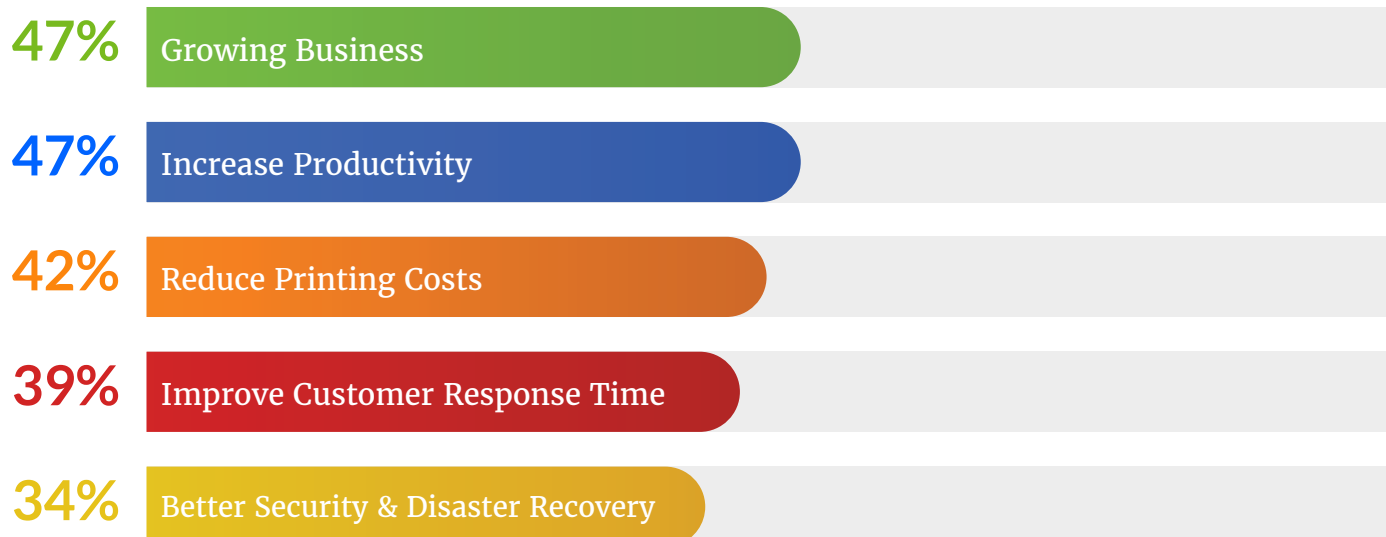 47% Growing Business
47% Increase Productivity
42% Reduce Printing Costs
39% Improve Customer Response Time
34% Better Security & Disaster Recovery